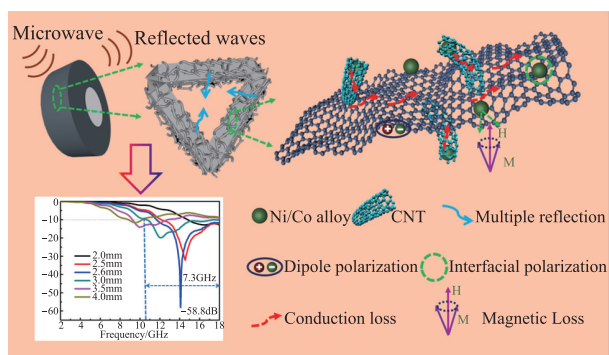 Microwave
Reflected waves
H
M
0
-10
-20
-30
-40
-50
-60
2.0mm
2.5mm
2.6mm
3.0mm
3.5mm
4.0mm
7.3GHz
-58.8dB
2 4 6 8 10 12 14 16 18
Frequency/GHz
Ni/Co alloy
CNT
Multiple reflection
Dipole polarization
Interfacial polarization
Conduction loss
H
M
Magnetic Loss